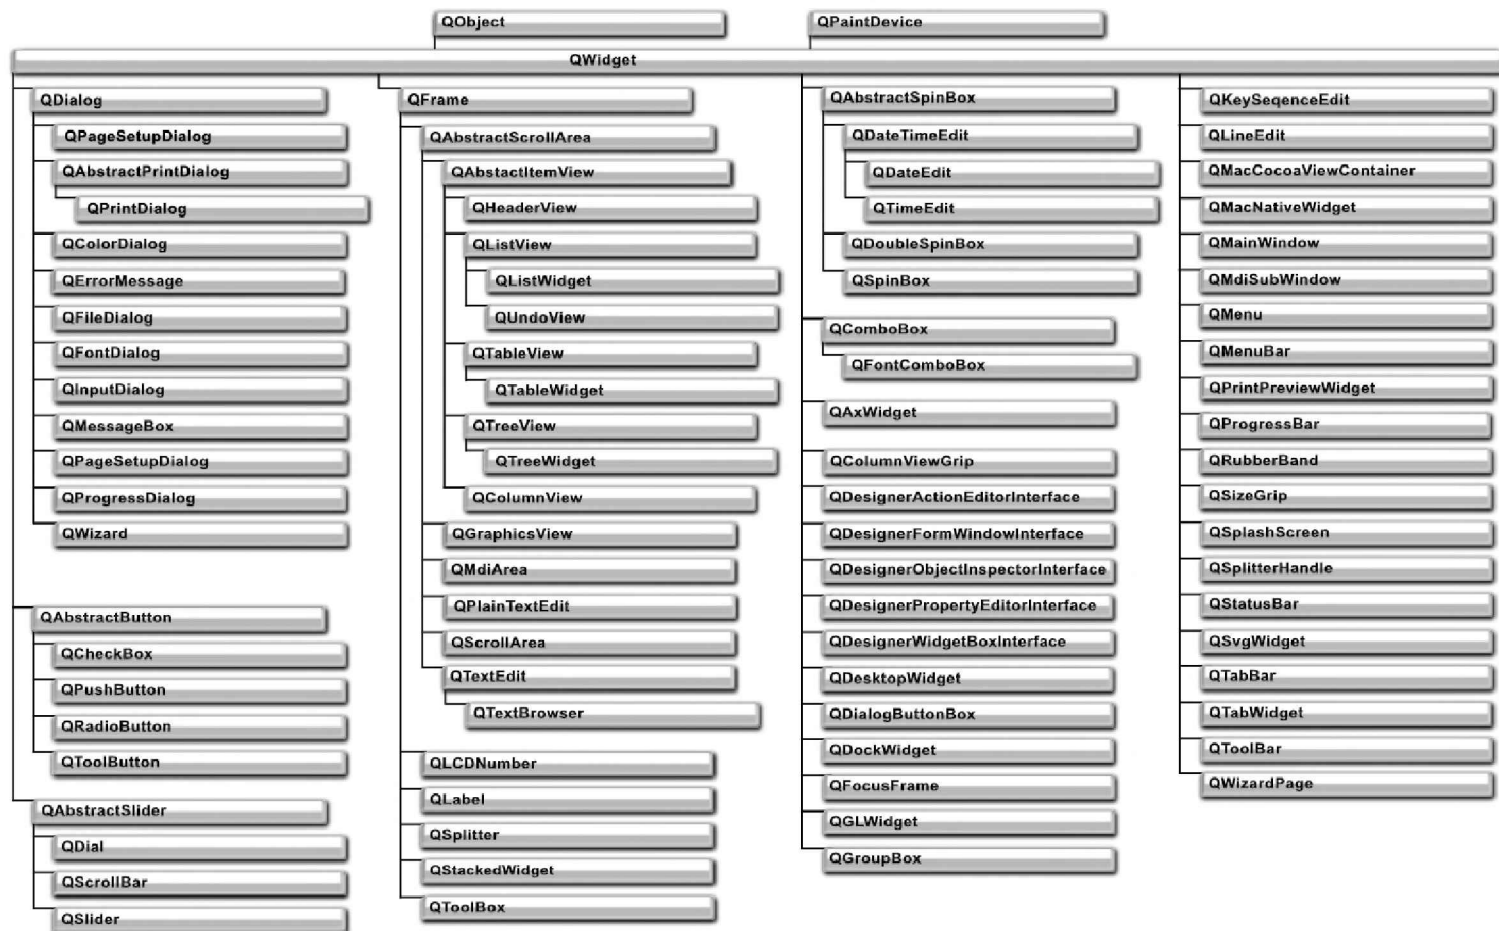 QObject
QPaintDevice
QWidget
QDialog
QPageSetupDialog
QAbstractPrintDialog
QPrintDialog
QColorDialog
QErrorMessage
QFileDialog
QFontDialog
QInputDialog
QMessageBox
QPageSetupDialog
QProgressDialog
QWizard
QAbstractButton
QCheckBox
QPushButton
QRadioButton
QToolButton
QAbstractSlider
QDial
QScrollBar
QSlider
QFrame
QAbstractScrollArea
QAbstactItemView
QHeaderView
QListView
QListWidget
QUndoView
QTableView
QTableWidget
QTreeView
QTreeWidget
QColumnView
QGraphicsView
QMdiArea
QPlainTextEdit
QScrollArea
QTextEdit
QTextBrowser
QLCDNumber
QLabel
QSplitter
QStackedWidget
QToolBox
QAbstractSpinBox
QDateTimeEdit
QDateEdit
QTimeEdit
QDoubleSpinBox
QSpinBox
QComboBox
QFontComboBox
QAxWidget
QColumnViewGrip
QDesignerActionEditorInterface
QDesignerFormWindowInterface
QDesignerObjectInspectorInterface
QDesignerPropertyEditorInterface
QDesignerWidgetBoxInterface
QDesktopWidget
QDialogButtonBox
QDockWidget
QFocusFrame
QGLWidget
QGroupBox
QKeySeqenceEdit
QLineEdit
QMacCocoaViewContainer
QMacNativeWidget
QMainWindow
QMdiSubWindow
QMenu
QMenuBar
QPrintPreviewWidget
QProgressBar
QRubberBand
QSizeGrip
QSplashScreen
QSplitterHandle
QStatusBar
QSvgWidget
QTabBar
QTabWidget
QToolBar
QWizardPage